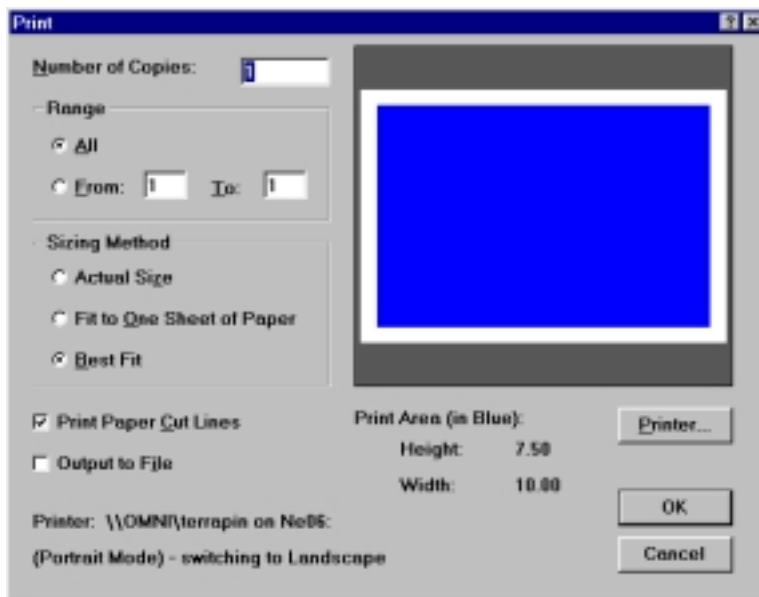 Print
Number of Copies: 1
Range
All
From: 1 To: 1
Sizing Method
Actual Size
Fit to One Sheet of Paper
Best Fit
Print Paper Cut Lines
Output to File
Print Area (in Blue):
Height: 7.50
Width: 10.00
Printer...
OK
Cancel
Printer: \\OMNI\terrapin on Ne06:
(Portrait Mode) - switching to Landscape